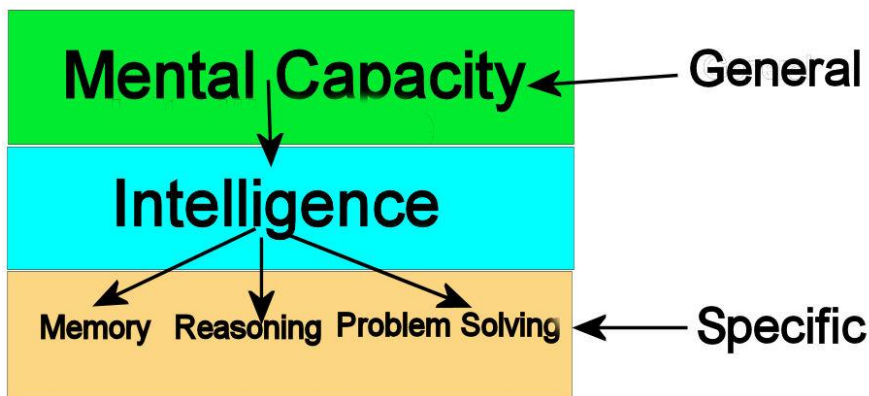 Mental Capacity
General
Intelligence
Memory Reasoning Problem Solving
Specific